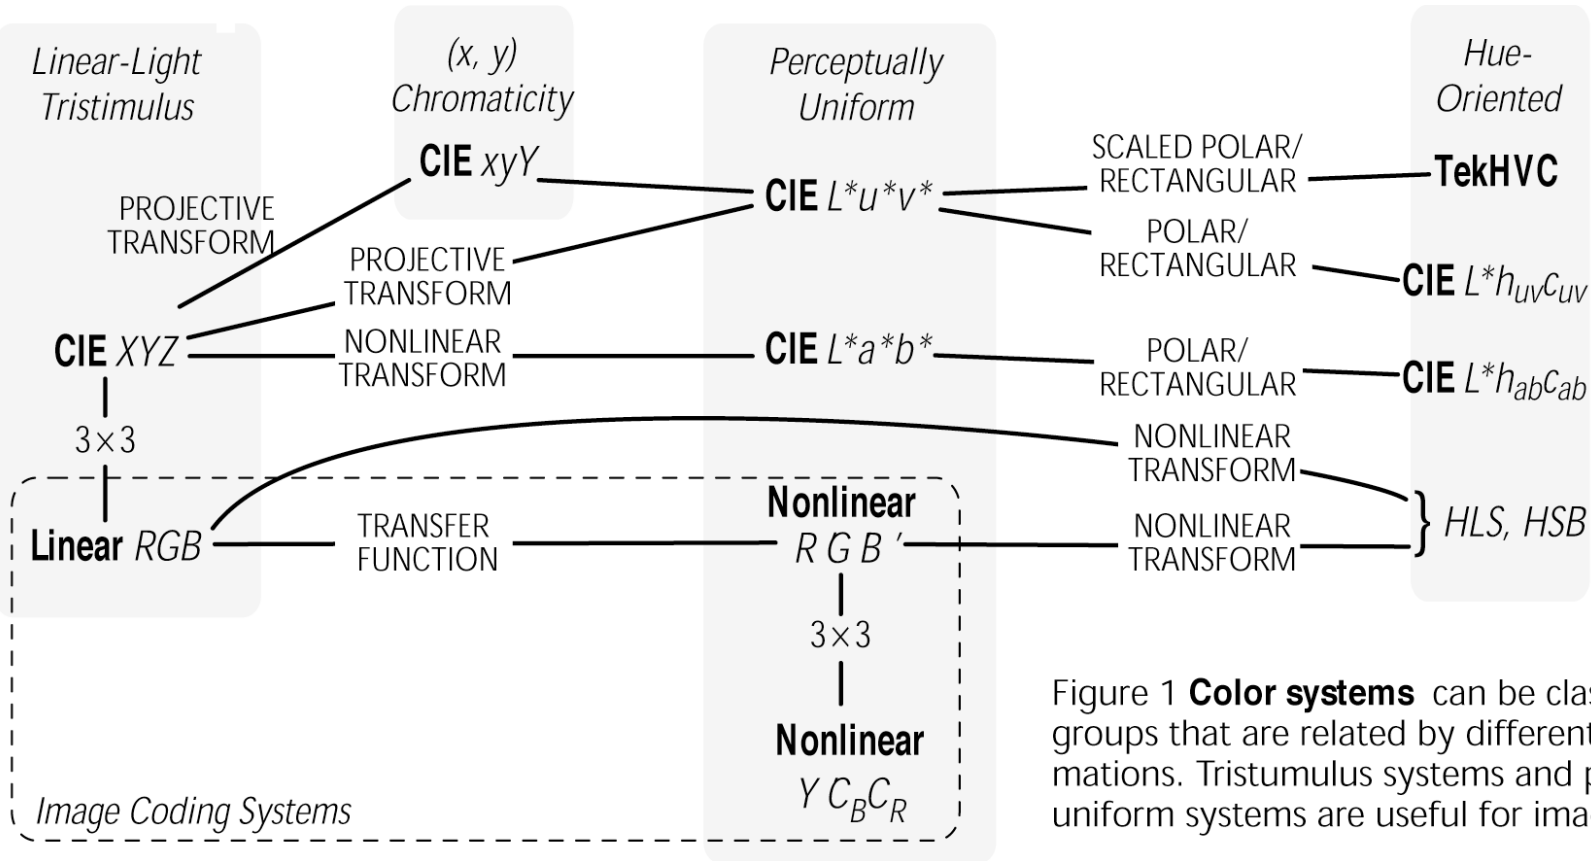 Linear-Light
Tristimulus
(x, y)
Chromaticity
Perceptually
Uniform
Hue-
Oriented
CIE xyY
PROJECTIVE
TRANSFORM
PROJECTIVE
TRANSFORM
CIE L*u*v*
SCALED POLAR/
RECTANGULAR
TekHVC
POLAR/
RECTANGULAR
CIE L*huvcuv
CIE XYZ
NONLINEAR
TRANSFORM
CIE L*a*b*
POLAR/
RECTANGULAR
CIE L*habcab
3×3
NONLINEAR
TRANSFORM
Linear RGB
TRANSFER
FUNCTION
Nonlinear
R'G'B'
NONLINEAR
TRANSFORM
} HLS, HSB
3×3
Nonlinear
Y CBCR
Image Coding Systems
Figure 1 Color systems can be clas
groups that are related by different
mations. Tristumulus systems and p
uniform systems are useful for ima